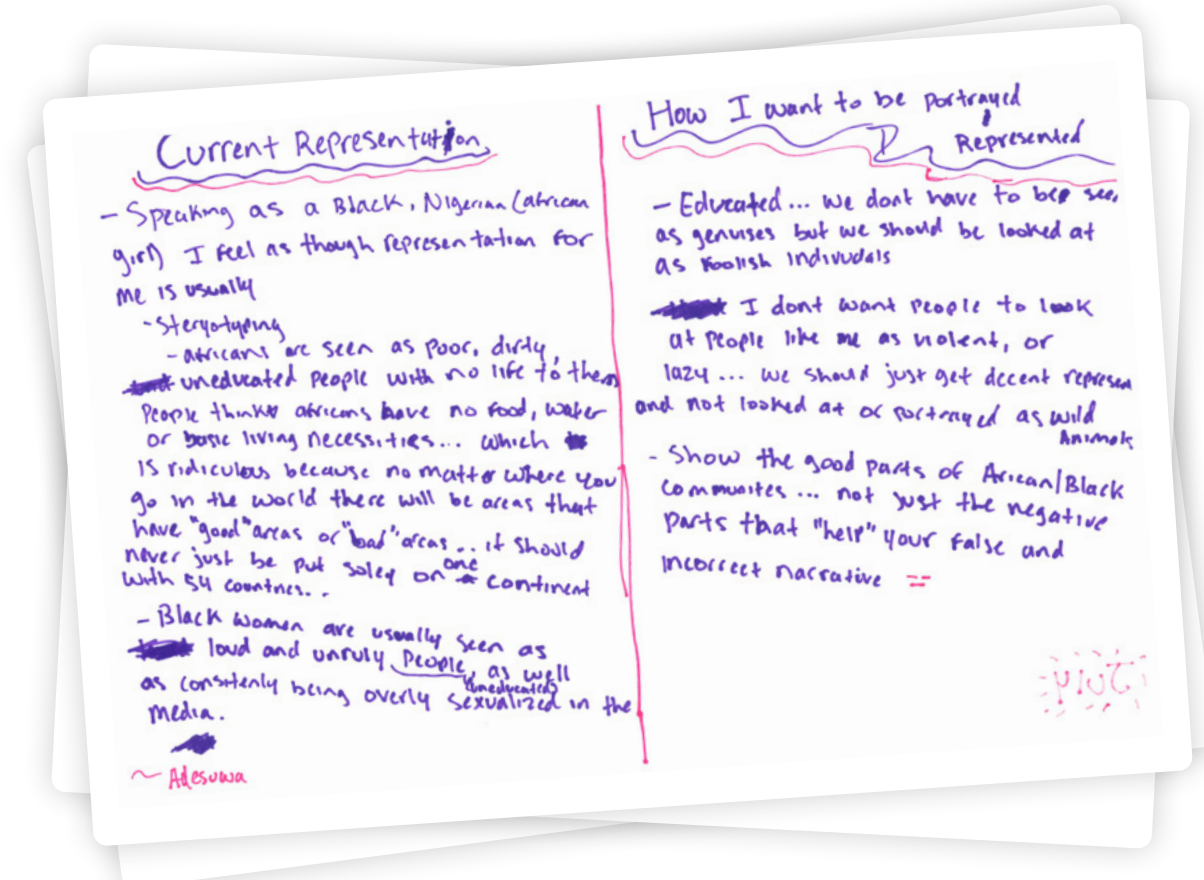 Current Representation
- Speaking as a Black, Nigerian (african
girl) I feel as though representation for
me is usually
- Steryotyping
- africans are seen as poor, dirty,
uneducated people with no life to them
People think africans have no food, water
or basic living necessities... which
is ridiculous because no matter where you
go in the world there will be areas that
have "good" areas or "bad" areas... it should
never just be put soley on one continent
with 54 countries..
- Black women are usually seen as
loud and unruly people, as well
(uneducated)
as consitenly being overly sexualized in the
media.
~ Adesuwa
How I want to be portrayed
Represented
- Educated... we dont have to be see
as genuises but we should be looked at
as foolish indivudals
I dont want people to look
at people like me as violent, or
lazy... we should just get decent represen
and not looked at or portrayed as wild
Animals
- Show the good parts of Arican/Black
communites... not just the negative
parts that "help" your false and
incorrect narrative